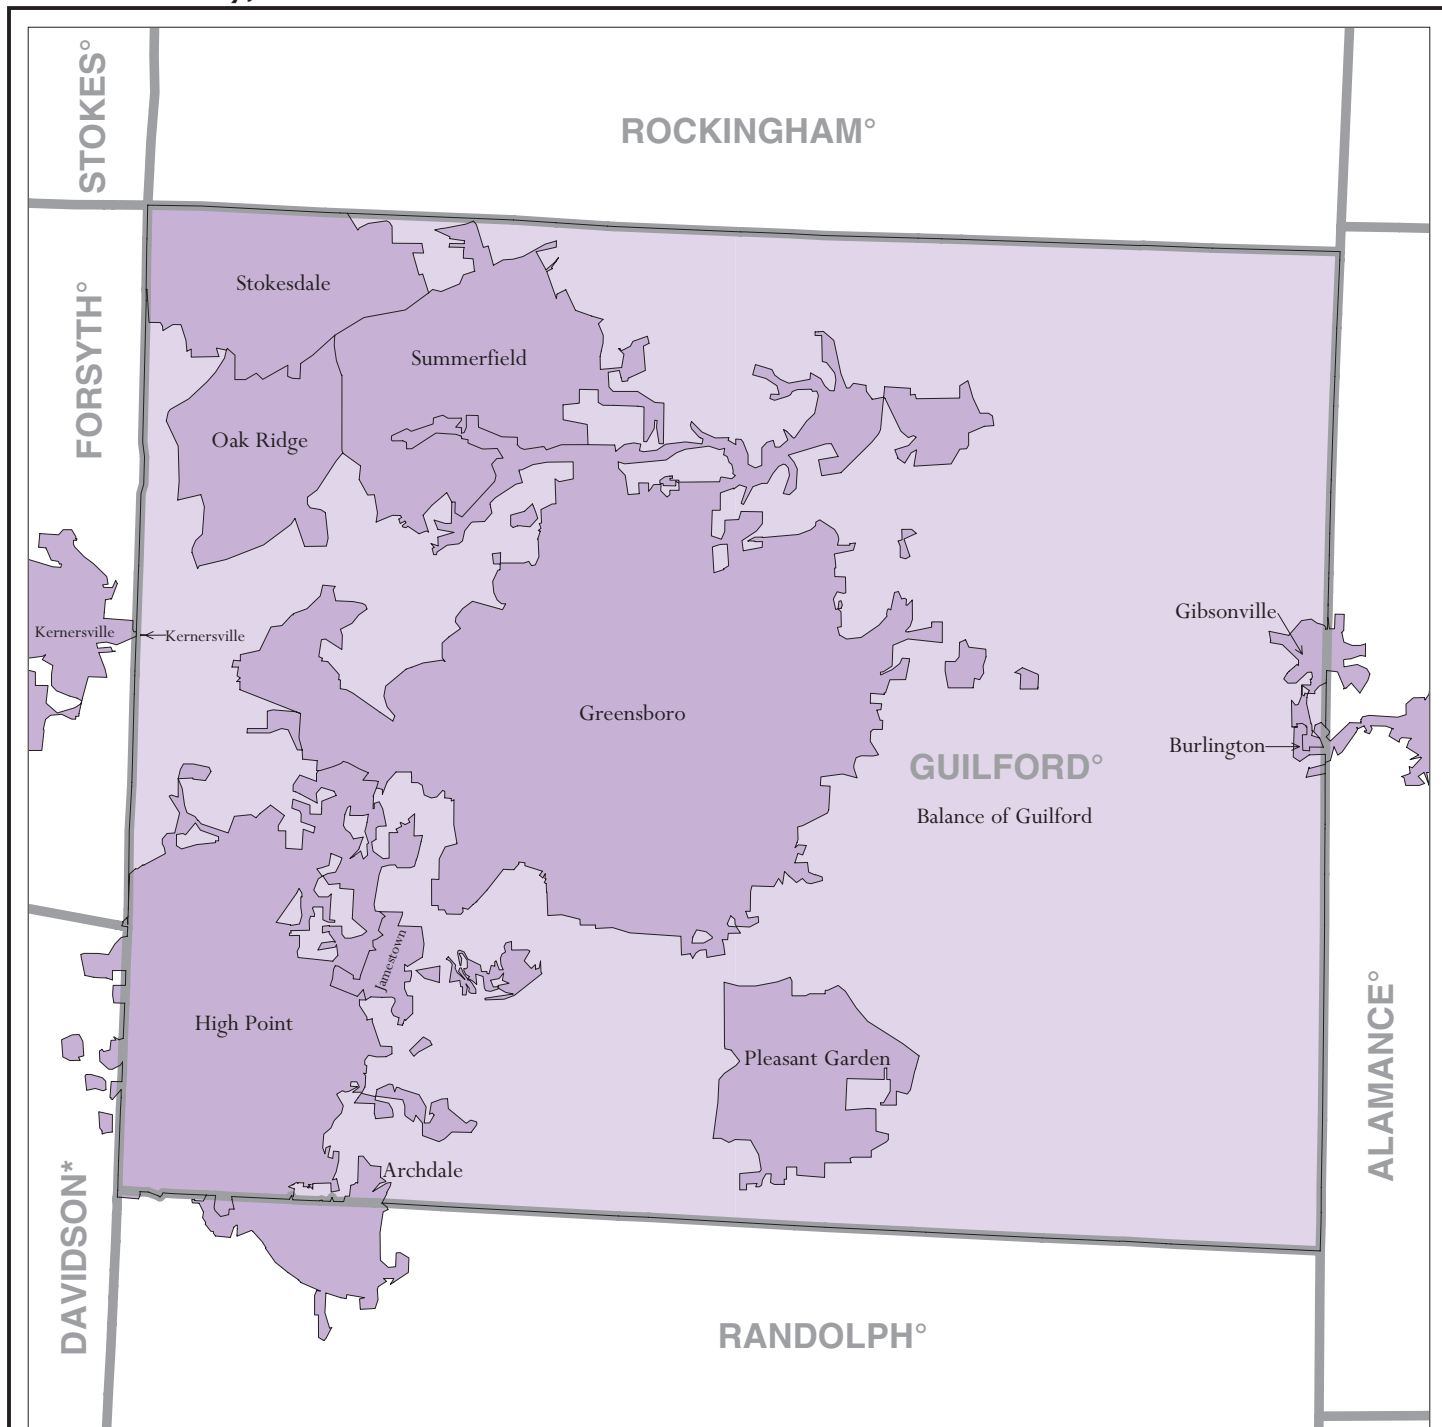 STOKES°
ROCKINGHAM°
FORSYTH°
Stokesdale
Summerfield
Oak Ridge
Gibsonville
Kernersville
Kernersville
Greensboro
Burlington
GUILFORD°
Balance of Guilford
Jamestown
High Point
Pleasant Garden
ALAMANCE°
Archdale
DAVIDSON*
RANDOLPH°